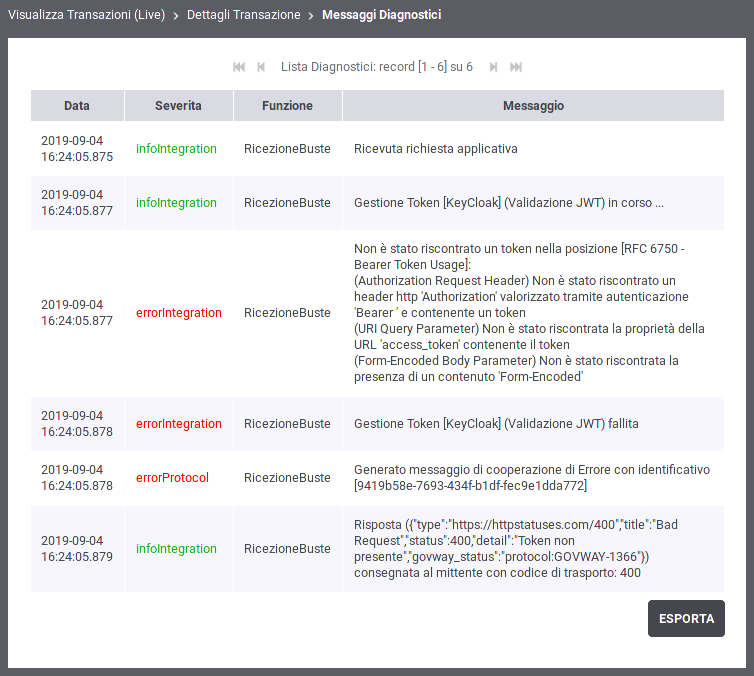 Visualizza Transazioni (Live) > Dettagli Transazione > Messaggi Diagnostici
Lista Diagnostici: record [1 - 6] su 6
Data Severita Funzione Messaggio
2019-09-04
16:24:05.875
infoIntegration
RicezioneBuste
Ricevuta richiesta applicativa
2019-09-04
16:24:05.877
infoIntegration
RicezioneBuste
Gestione Token [KeyCloak] (Validazione JWT) in corso ...
2019-09-04
16:24:05.877
errorIntegration
RicezioneBuste
Non è stato riscontrato un token nella posizione [RFC 6750 -
Bearer Token Usage]:
(Authorization Request Header) Non è stato riscontrato un
header http 'Authorization' valorizzato tramite autenticazione
'Bearer ' e contenente un token
(URI Query Parameter) Non è stato riscontrata la proprietà della
URL 'access_token' contenente il token
(Form-Encoded Body Parameter) Non è stato riscontrata la
presenza di un contenuto 'Form-Encoded'
2019-09-04
16:24:05.878
errorIntegration
RicezioneBuste
Gestione Token [KeyCloak] (Validazione JWT) fallita
2019-09-04
16:24:05.878
errorProtocol
RicezioneBuste
Generato messaggio di cooperazione di Errore con identificativo
[9419b58e-7693-434f-b1df-fec9e1dda772]
2019-09-04
16:24:05.879
infoIntegration
RicezioneBuste
Risposta ({"type":"https://httpstatuses.com/400","title":"Bad
Request","status":400,"detail":"Token non
presente","govway_status":"protocol:GOVWAY-1366"})
consegnata al mittente con codice di trasporto: 400
ESPORTA